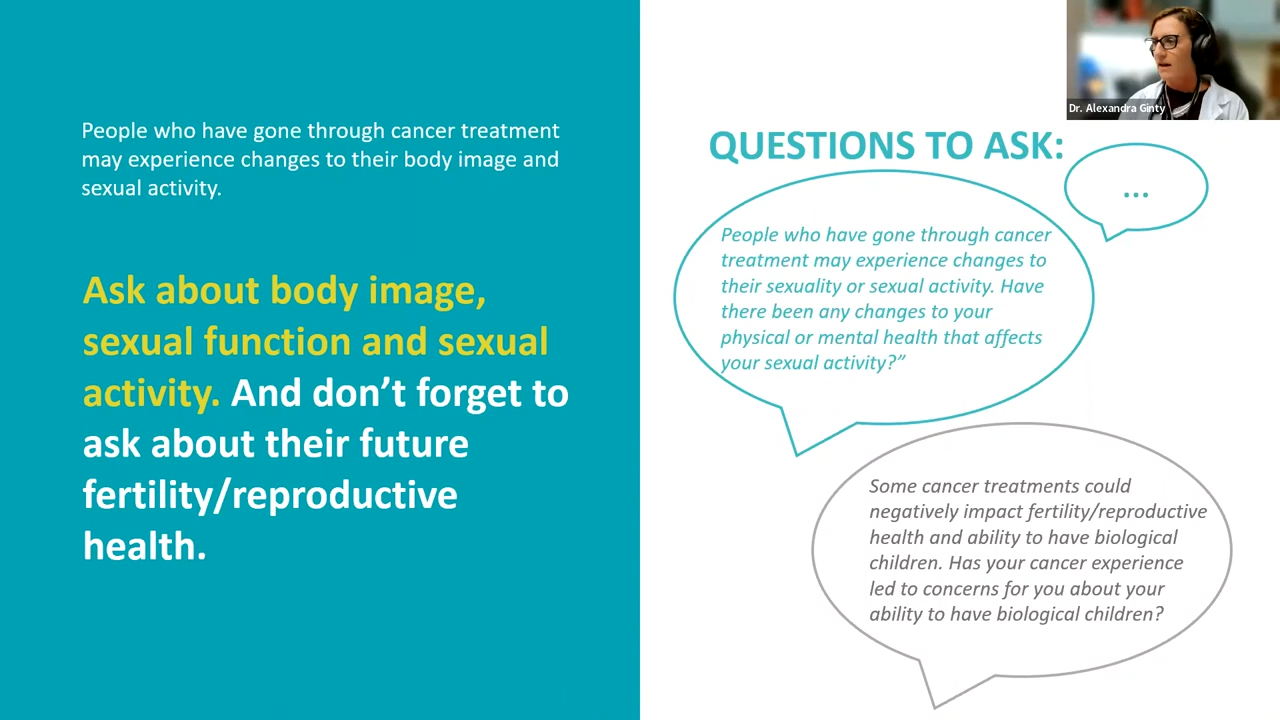 People who have gone through cancer treatment
may experience changes to their body image and
sexual activity.
Ask about body image,
sexual function and sexual
activity. And don’t forget to
ask about their future
fertility/reproductive
health.
Dr. Alexandra Ginty
QUESTIONS TO ASK:
...
People who have gone through cancer
treatment may experience changes to
their sexuality or sexual activity. Have
there been any changes to your
physical or mental health that affects
your sexual activity?”
Some cancer treatments could
negatively impact fertility/reproductive
health and ability to have biological
children. Has your cancer experience
led to concerns for you about your
ability to have biological children?